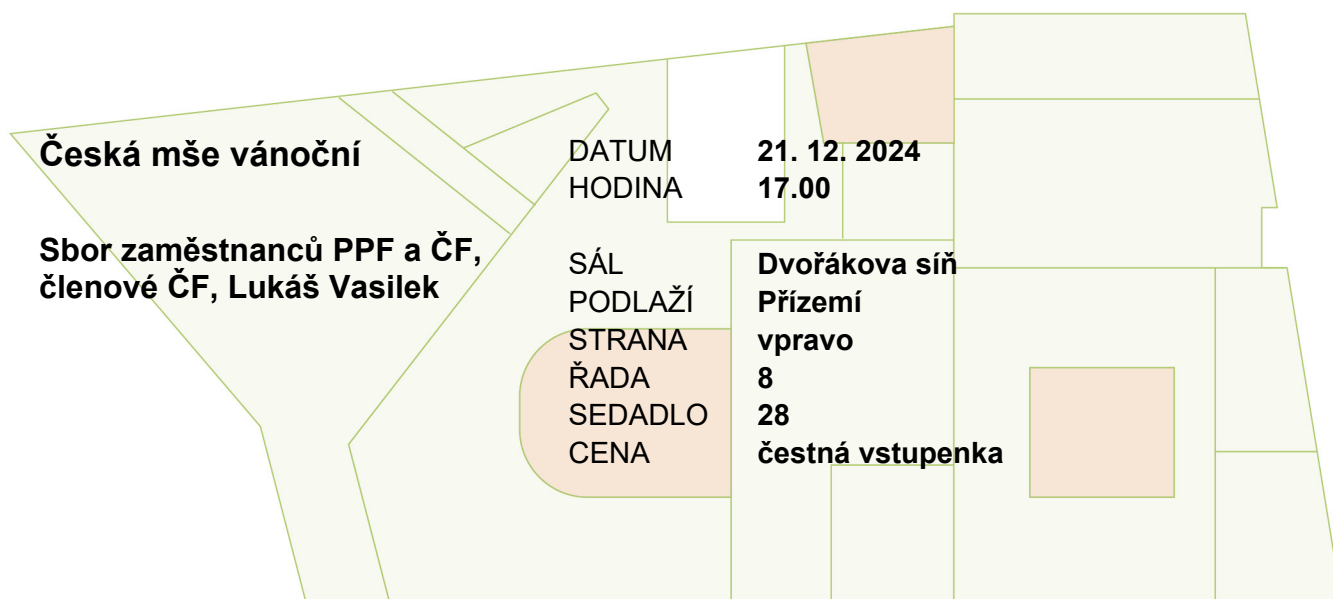 Česká mše vánoční
Sbor zaměstnanců PPF a ČF,
členové ČF, Lukáš Vasilek
DATUM 21. 12. 2024
HODINA 17.00
SÁL Dvořákova síň
PODLAŽÍ Přízemí
STRANA vpravo
ŘADA 8
SEDADLO 28
CENA čestná vstupenka